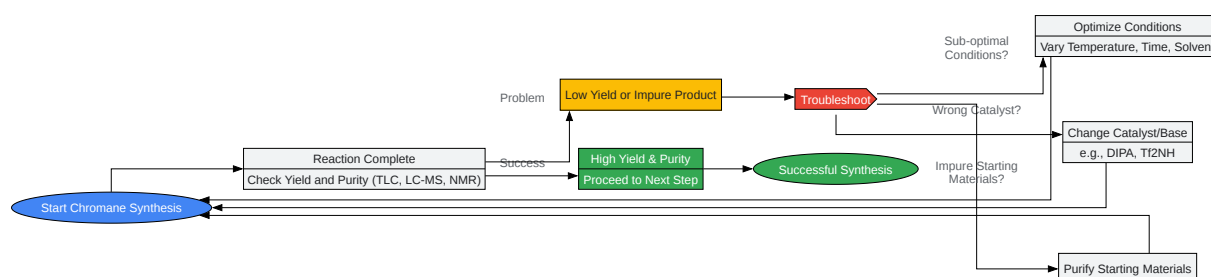 Optimize Conditions
Vary Temperature, Time, Solven
Sub-optimal
Conditions?
Problem
Low Yield or Impure Product
Troubleshoot
Wrong Catalyst?
Change Catalyst/Base
e.g., DIPA, Tf2NH
Reaction Complete
Check Yield and Purity (TLC, LC-MS, NMR)
Success
High Yield & Purity
Proceed to Next Step
Successful Synthesis
Impure Starting
Materials?
Start Chromane Synthesis
Purify Starting Materials